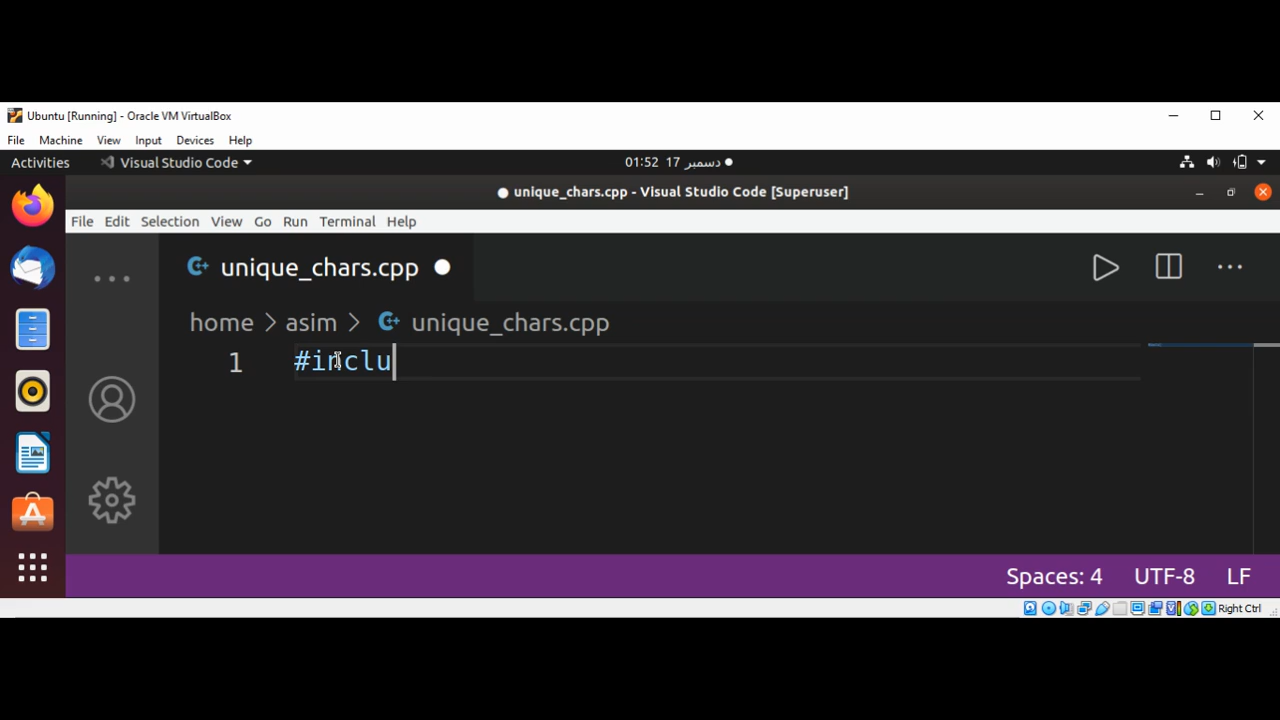 Ubuntu [Running] - Oracle VM VirtualBox
File Machine View Input Devices Help
Activities Visual Studio Code 01:52 17 دسمبر
● unique_chars.cpp - Visual Studio Code [Superuser]
File Edit Selection View Go Run Terminal Help
unique_chars.cpp
home > asim > unique_chars.cpp
1 #inclu
Spaces: 4 UTF-8 LF
Right Ctrl